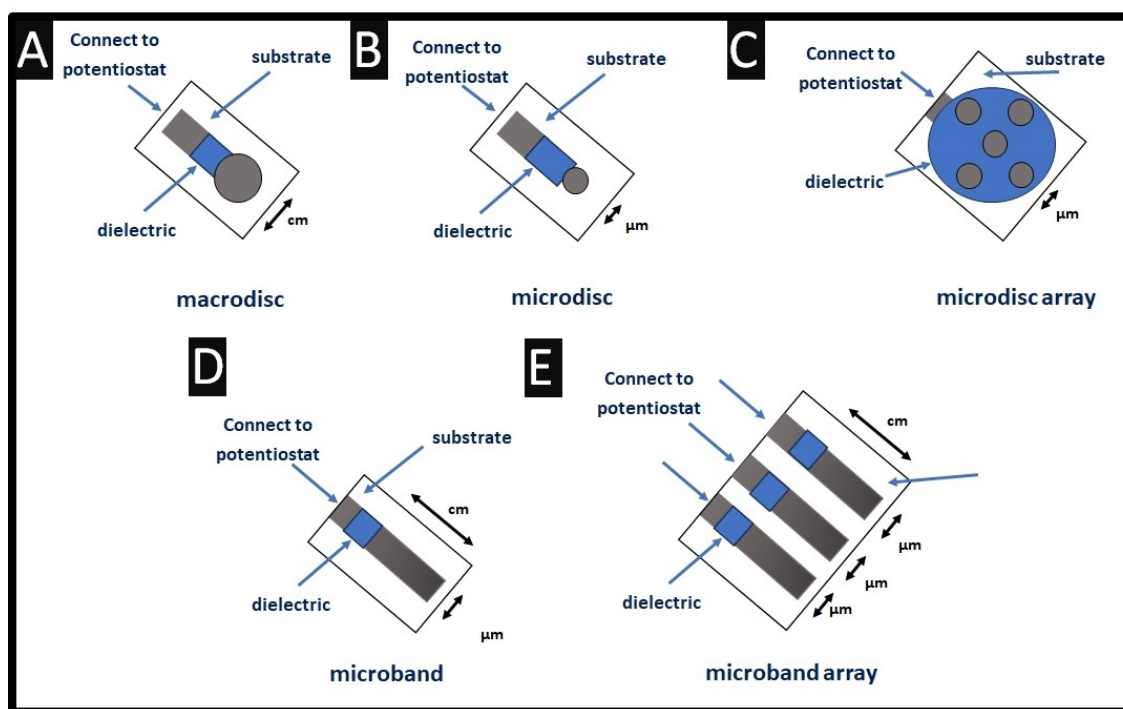 A
Connect to
potentiostat
substrate
dielectric
cm
macrodisc
B
Connect to
potentiostat
substrate
dielectric
μm
microdisc
C
Connect to
potentiostat
substrate
dielectric
μm
microdisc array
D
Connect to
potentiostat
substrate
cm
dielectric
μm
microband
E
Connect to
potentiostat
cm
μm
μm
dielectric
μm
microband array